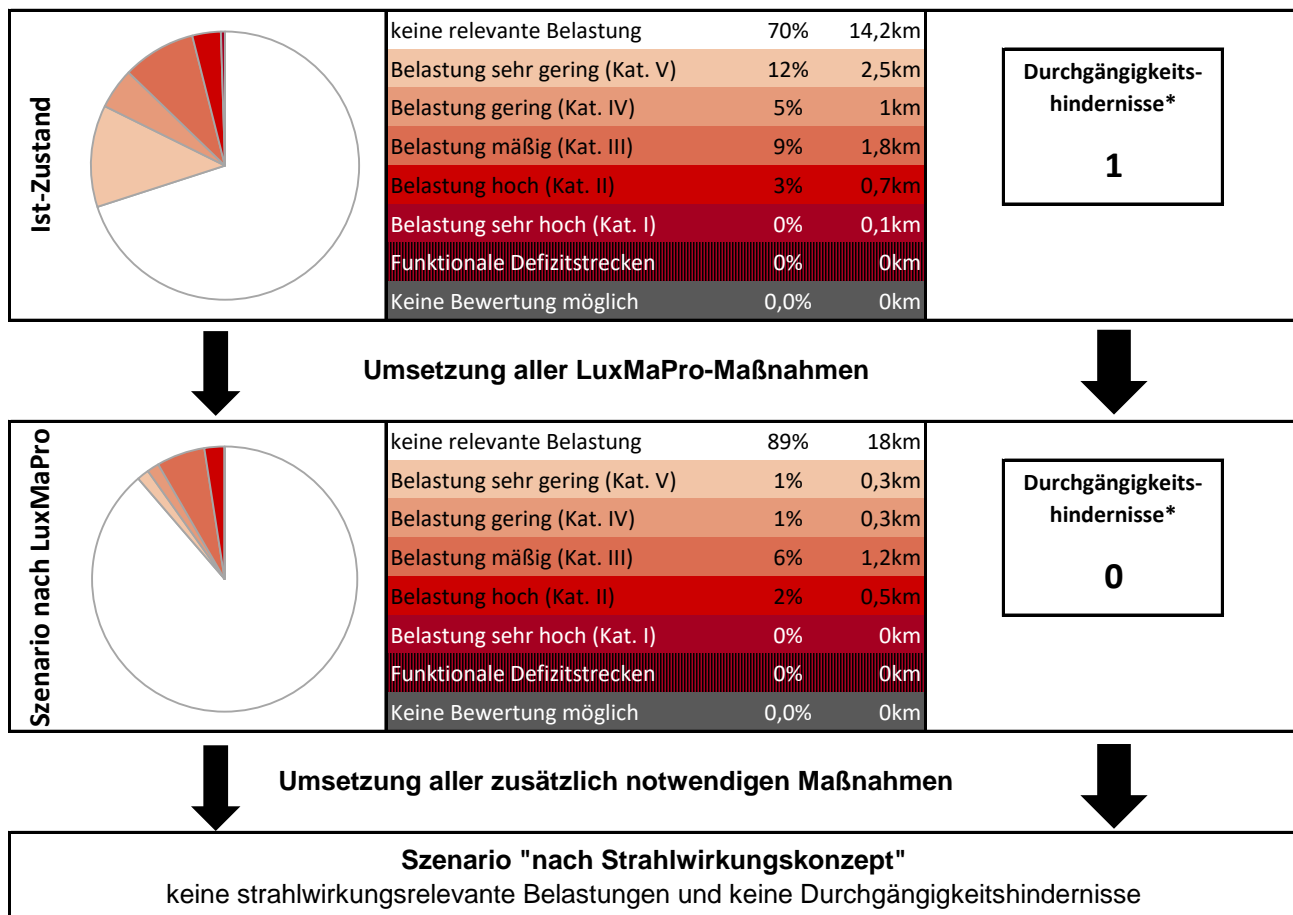 Ist-Zustand
keine relevante Belastung 70% 14,2km
Belastung sehr gering (Kat. V) 12% 2,5km
Belastung gering (Kat. IV) 5% 1km
Belastung mäßig (Kat. III) 9% 1,8km
Belastung hoch (Kat. II) 3% 0,7km
Belastung sehr hoch (Kat. I) 0% 0,1km
Funktionale Defizitstrecken 0% 0km
Keine Bewertung möglich 0,0% 0km
Durchgängigkeits-
hindernisse*
1
Umsetzung aller LuxMaPro-Maßnahmen
Szenario nach LuxMaPro
keine relevante Belastung 89% 18km
Belastung sehr gering (Kat. V) 1% 0,3km
Belastung gering (Kat. IV) 1% 0,3km
Belastung mäßig (Kat. III) 6% 1,2km
Belastung hoch (Kat. II) 2% 0,5km
Belastung sehr hoch (Kat. I) 0% 0km
Funktionale Defizitstrecken 0% 0km
Keine Bewertung möglich 0,0% 0km
Durchgängigkeits-
hindernisse*
0
Umsetzung aller zusätzlich notwendigen Maßnahmen
Szenario "nach Strahlwirkungskonzept"
keine strahlwirkungsrelevante Belastungen und keine Durchgängigkeitshindernisse